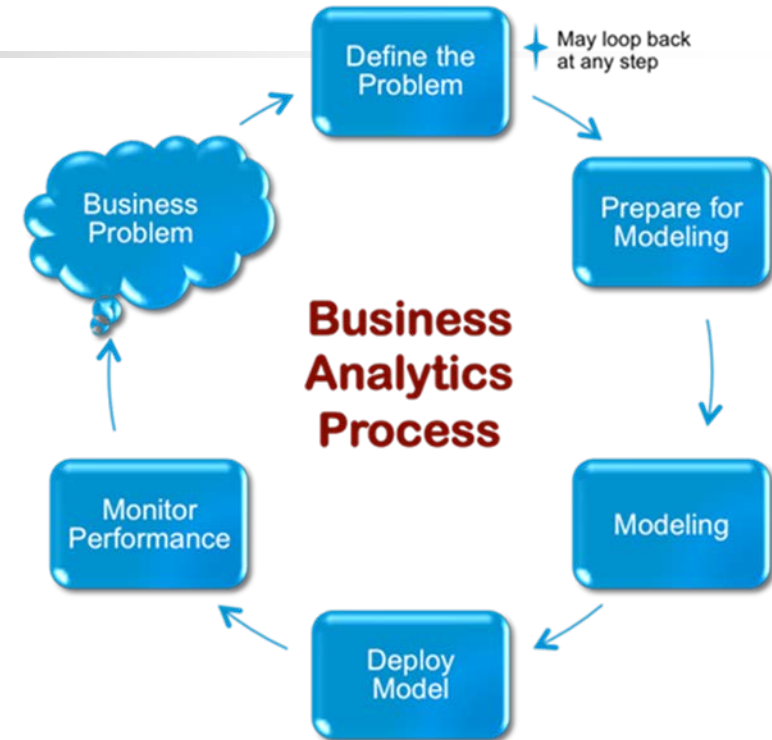 Define the
Problem
May loop back
at any step
Business
Problem
Prepare for
Modeling
Business
Analytics
Process
Monitor
Performance
Modeling
Deploy
Model